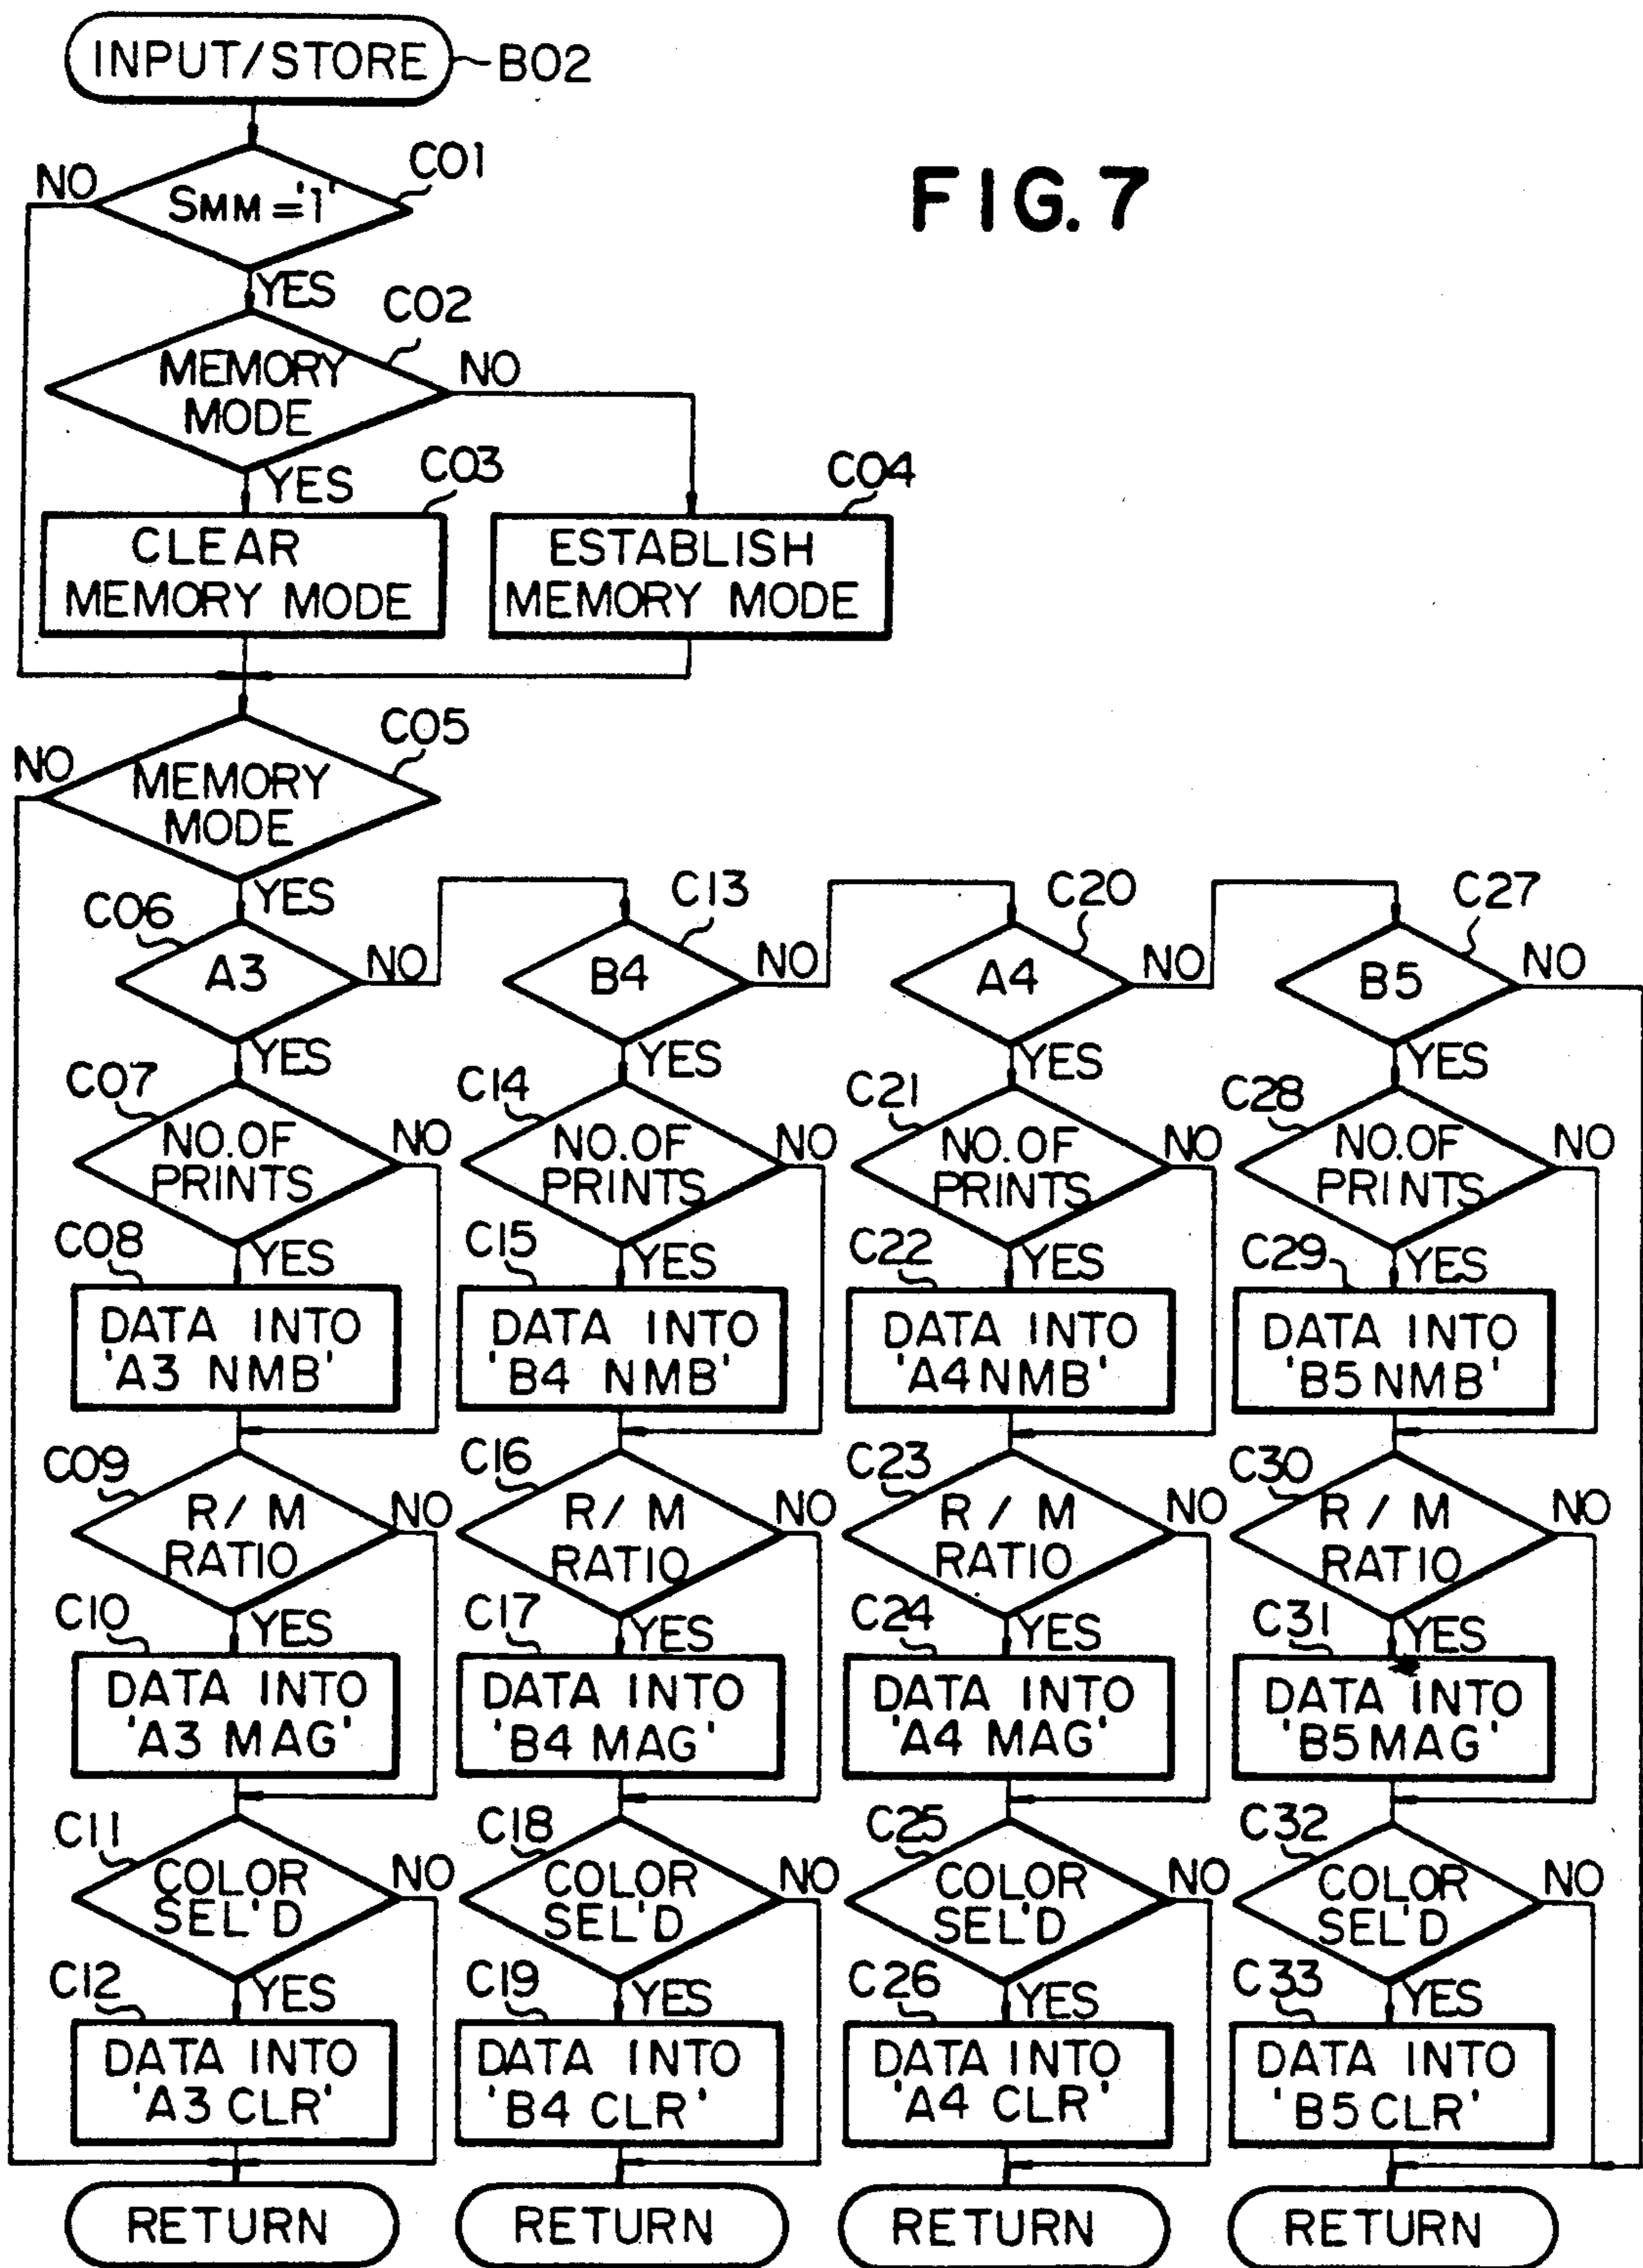 INPUT/STORE B02
FIG. 7
C01
NO
SMM='1'
YES
C02
MEMORY
MODE
NO
YES
C03
C04
CLEAR
MEMORY MODE
ESTABLISH
MEMORY MODE
C05
NO
MEMORY
MODE
YES
C06
A3
NO
YES
C07
NO. OF
PRINTS
NO
C08
YES
DATA INTO
'A3 NMB'
C09
R/M
RATIO
NO
C10
YES
DATA INTO
'A3 MAG'
C11
COLOR
SEL'D
NO
C12
YES
DATA INTO
'A3 CLR'
RETURN
C13
B4
NO
YES
C14
NO. OF
PRINTS
NO
C15
YES
DATA INTO
'B4 NMB'
C16
R/M
RATIO
NO
C17
YES
DATA INTO
'B4 MAG'
C18
COLOR
SEL'D
NO
C19
YES
DATA INTO
'B4 CLR'
RETURN
C20
A4
NO
YES
C21
NO. OF
PRINTS
NO
C22
YES
DATA INTO
'A4 NMB'
C23
R/M
RATIO
NO
C24
YES
DATA INTO
'A4 MAG'
C25
COLOR
SEL'D
NO
C26
YES
DATA INTO
'A4 CLR'
RETURN
C27
B5
NO
YES
C28
NO. OF
PRINTS
NO
C29
YES
DATA INTO
'B5 NMB'
C30
R/M
RATIO
NO
C31
YES
DATA INTO
'B5 MAG'
C32
COLOR
SEL'D
NO
C33
YES
DATA INTO
'B5 CLR'
RETURN